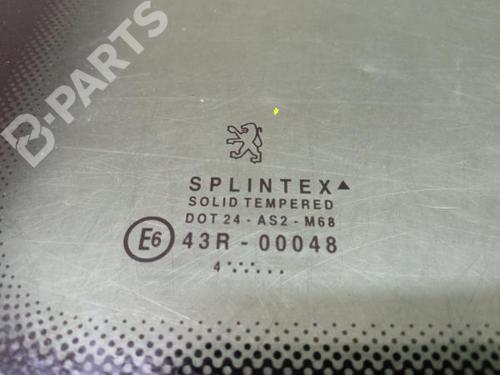 B-PARTS
SPLINTEX
SOLID TEMPERED
DOT 24 - AS2 - M68
E6 43R - 00048
4